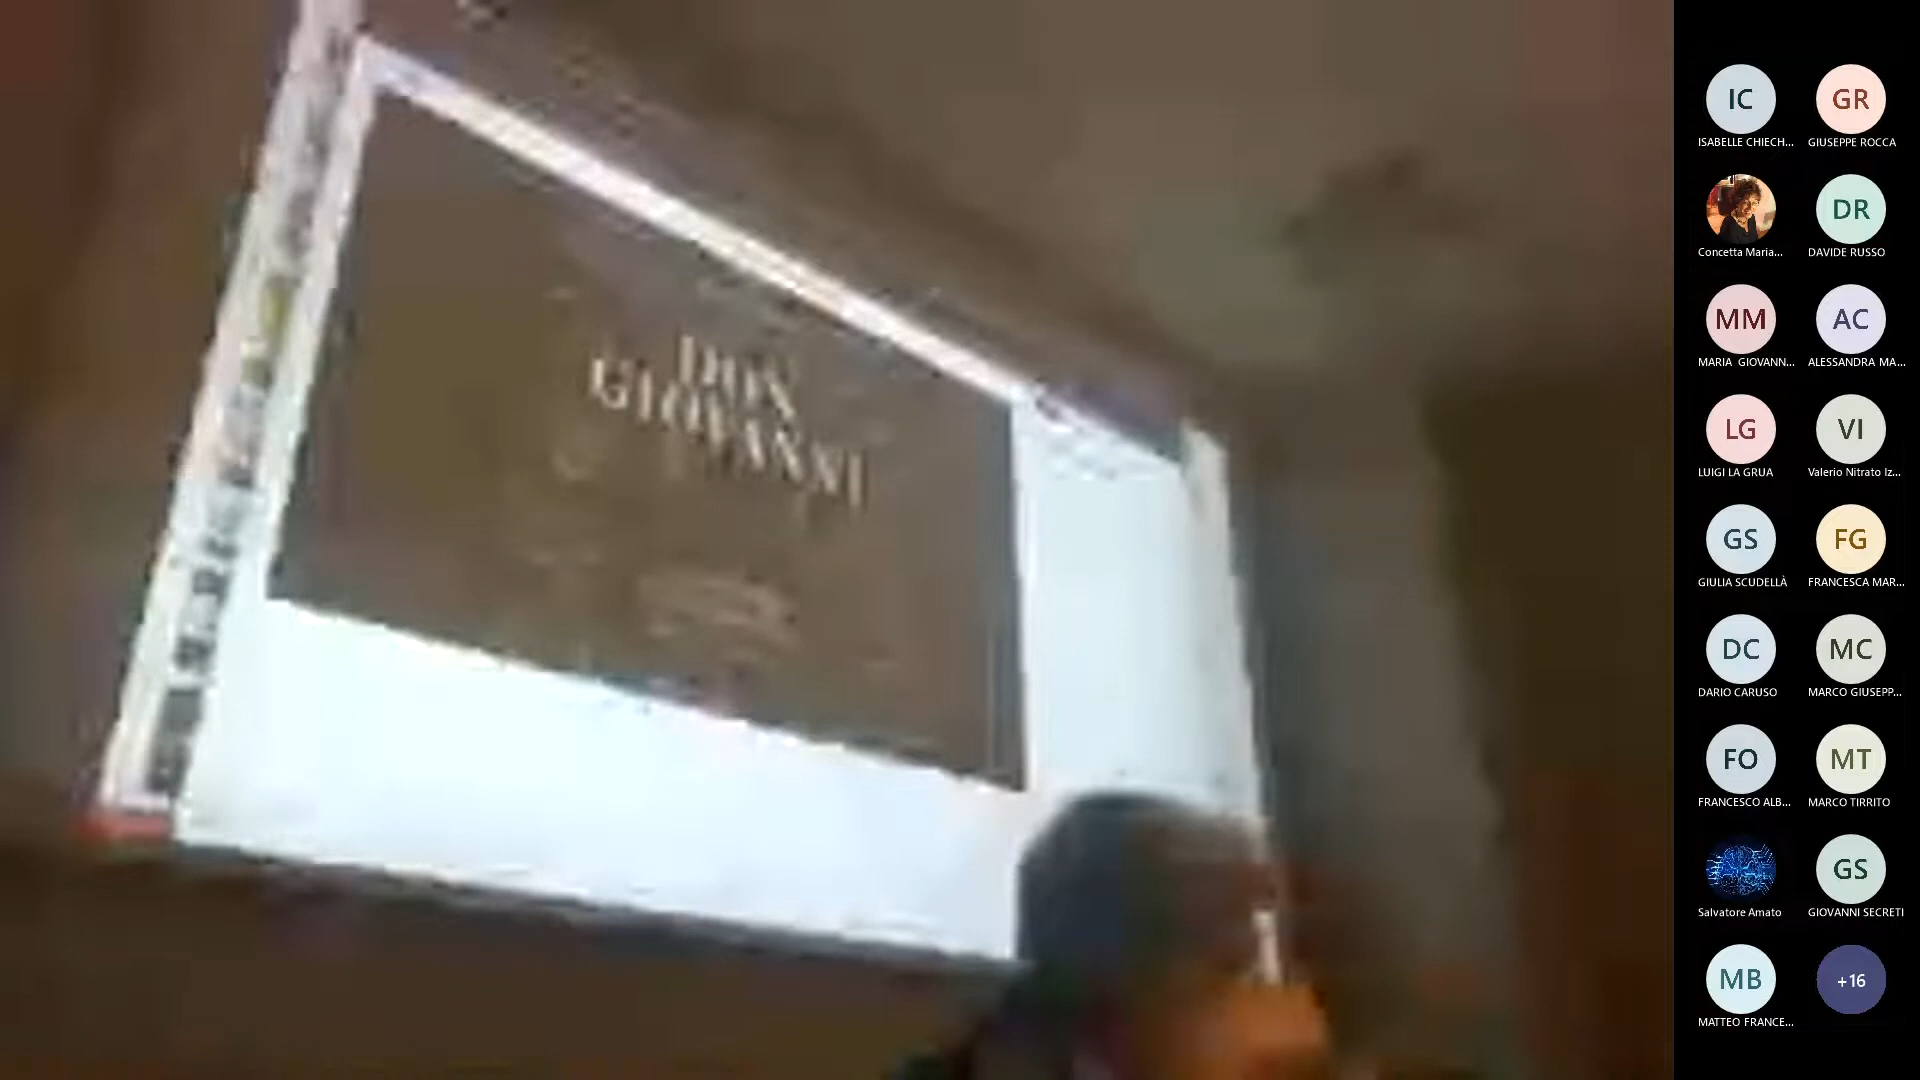 DON
GIOVANNI
IC
GR
ISABELLE CHIECH...
GIUSEPPE ROCCA
DR
Concetta Maria...
DAVIDE RUSSO
MM
AC
MARIA GIOVANN...
ALESSANDRA MA...
LG
VI
LUIGI LA GRUA
Valerio Nitrato Iz...
GS
FG
GIULIA SCUDELLÀ
FRANCESCA MAR...
DC
MC
DARIO CARUSO
MARCO GIUSEPP...
FO
MT
FRANCESCO ALB...
MARCO TIRRITO
GS
Salvatore Amato
GIOVANNI SECRETI
MB
+16
MATTEO FRANCE...